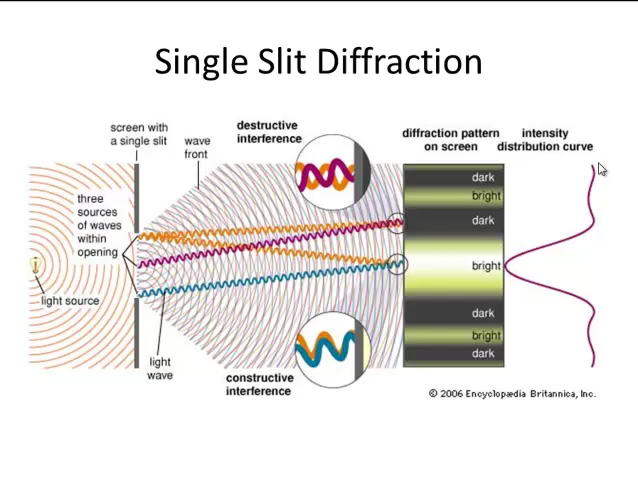 Single Slit Diffraction
screen with
a single slit
wave
front
destructive
interference
diffraction pattern
on screen
intensity
distribution curve
three
sources
of waves
within
opening
light source
light
wave
constructive
interference
dark
bright
dark
bright
dark
bright
dark
© 2006 Encyclopædia Britannica, Inc.